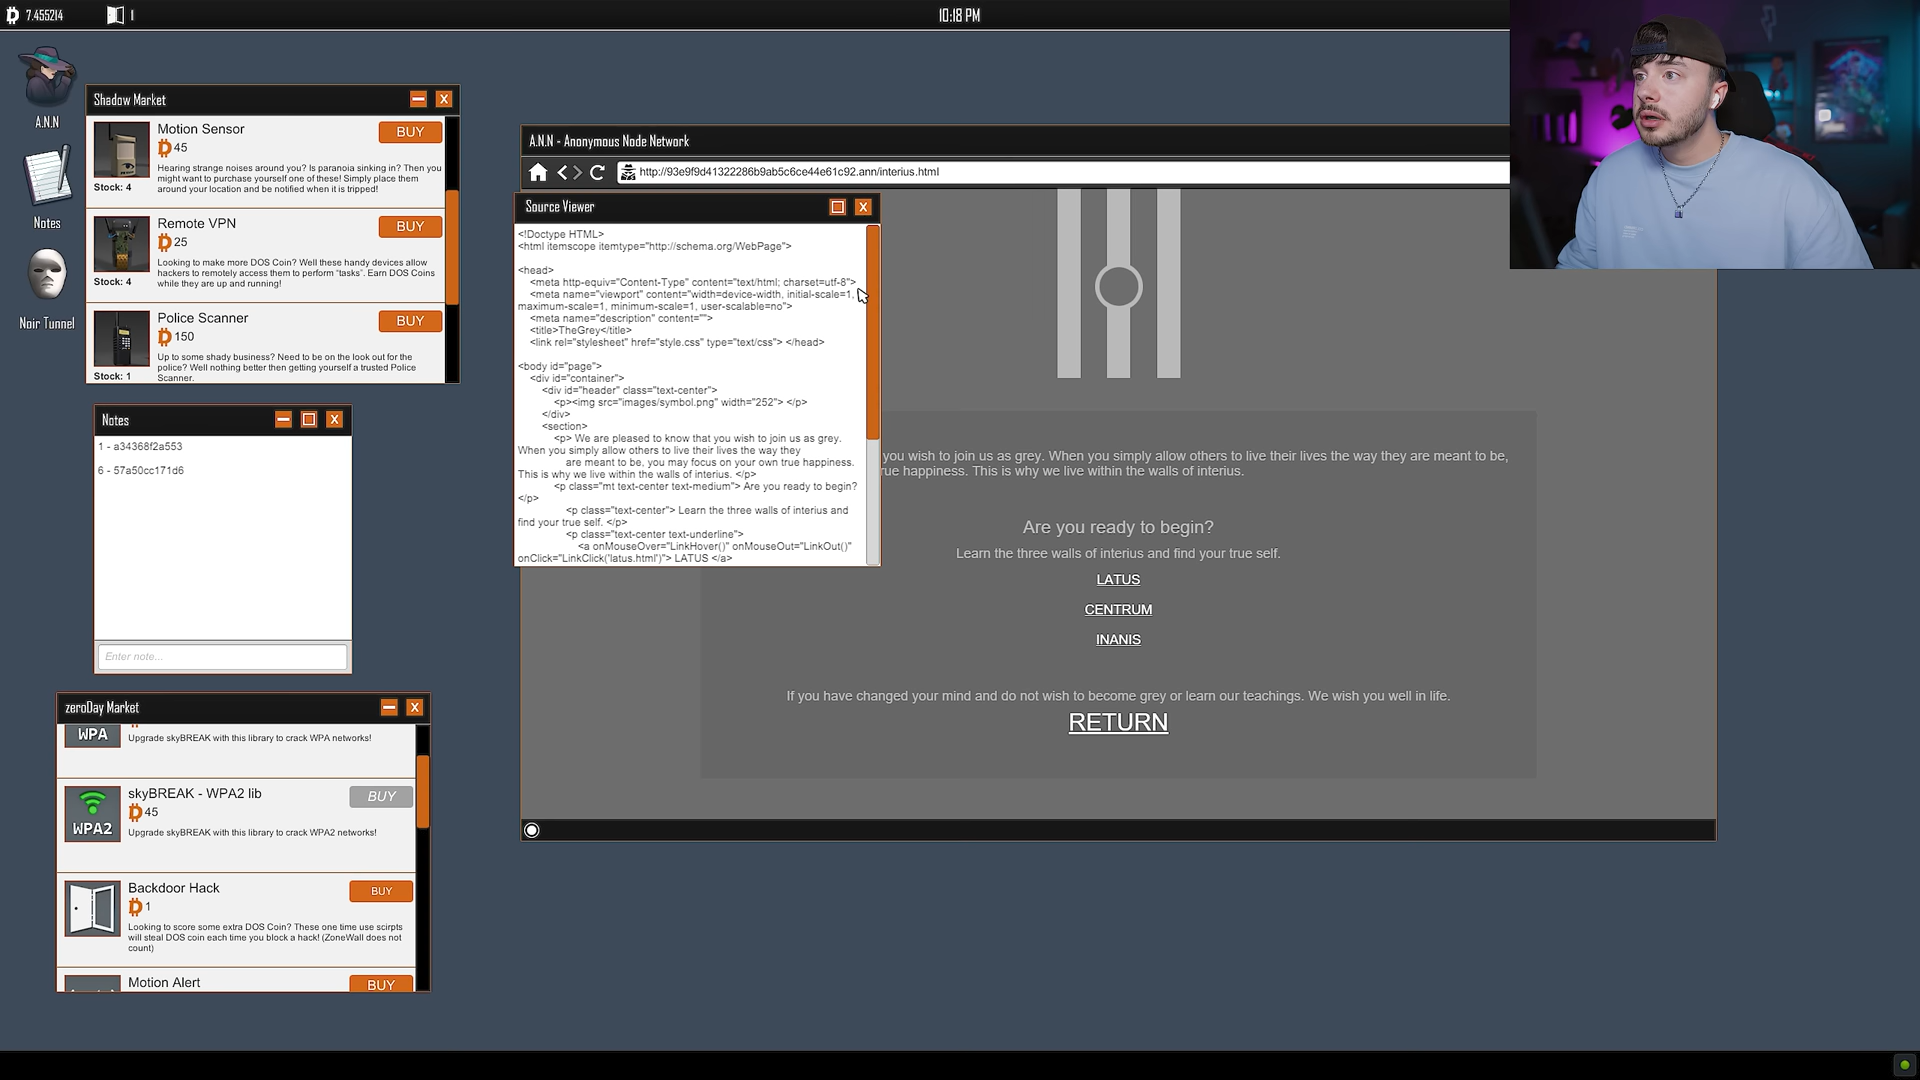 7.455214
1
10:18 PM
A.N.N
Notes
Noir Tunnel
Shadow Market
Motion Sensor
BUY
45
Hearing strange noises around you? Is paranoia sinking in? Then you
might want to purchase yourself one of these! Simply place them
around your location and be notified when it is tripped!
Stock: 4
Remote VPN
BUY
25
Looking to make more DOS Coin? Well these handy devices allow
hackers to remotely access them to perform “tasks”. Earn DOS Coins
while they are up and running!
Stock: 4
Police Scanner
BUY
150
Up to some shady business? Need to be on the look out for the
police? Well nothing better then getting yourself a trusted Police
Scanner.
Stock: 1
Notes
1 - a34368f2a553
6 - 57a50cc171d6
Enter note...
zeroDay Market
WPA
Upgrade skyBREAK with this library to crack WPA networks!
skyBREAK - WPA2 lib
BUY
45
WPA2
Upgrade skyBREAK with this library to crack WPA2 networks!
Backdoor Hack
BUY
1
Looking to score some extra DOS Coin? These one time use scirpts
will steal DOS coin each time you block a hack! (ZoneWall does not
count)
Motion Alert
BUY
A.N.N - Anonymous Node Network
http://93e9f9d41322286b9ab5c6ce44e61c92.ann/interius.html
Source Viewer
<!Doctype HTML>
<html itemscope itemtype="http://schema.org/WebPage">
<head>
<meta http-equiv="Content-Type" content="text/html; charset=utf-8">
<meta name="viewport" content="width=device-width, initial-scale=1,
maximum-scale=1, minimum-scale=1, user-scalable=no">
<meta name="description" content="">
<title>TheGrey</title>
<link rel="stylesheet" href="style.css" type="text/css"> </head>
<body id="page">
<div id="container">
<div id="header" class="text-center">
<p><img src="images/symbol.png" width="252"> </p>
</div>
<section>
<p> We are pleased to know that you wish to join us as grey.
When you simply allow others to live their lives the way they
are meant to be, you may focus on your own true happiness.
This is why we live within the walls of interius. </p>
<p class="mt text-center text-medium"> Are you ready to begin?
</p>
<p class="text-center"> Learn the three walls of interius and
find your true self. </p>
<p class="text-center text-underline">
<a onMouseOver="LinkHover()" onMouseOut="LinkOut()"
onClick="LinkClick('latus.html')"> LATUS </a>
you wish to join us as grey. When you simply allow others to live their lives the way they are meant to be,
rue happiness. This is why we live within the walls of interius.
Are you ready to begin?
Learn the three walls of interius and find your true self.
LATUS
CENTRUM
INANIS
If you have changed your mind and do not wish to become grey or learn our teachings. We wish you well in life.
RETURN